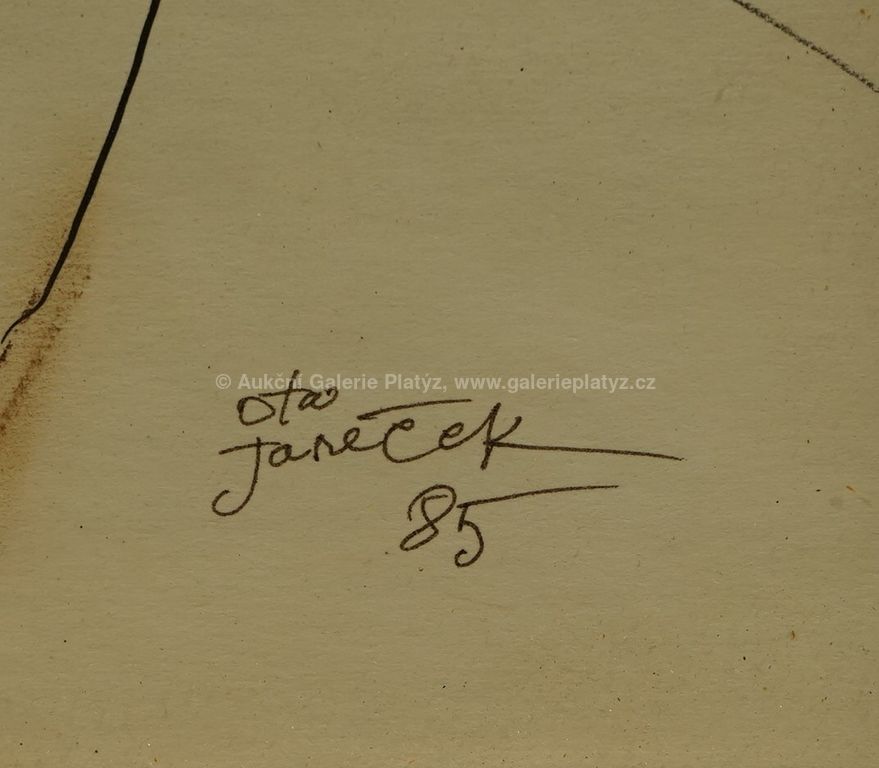 © Aukční Galerie Platýz, www.galerieplatyz.cz
ota
Janeček
85